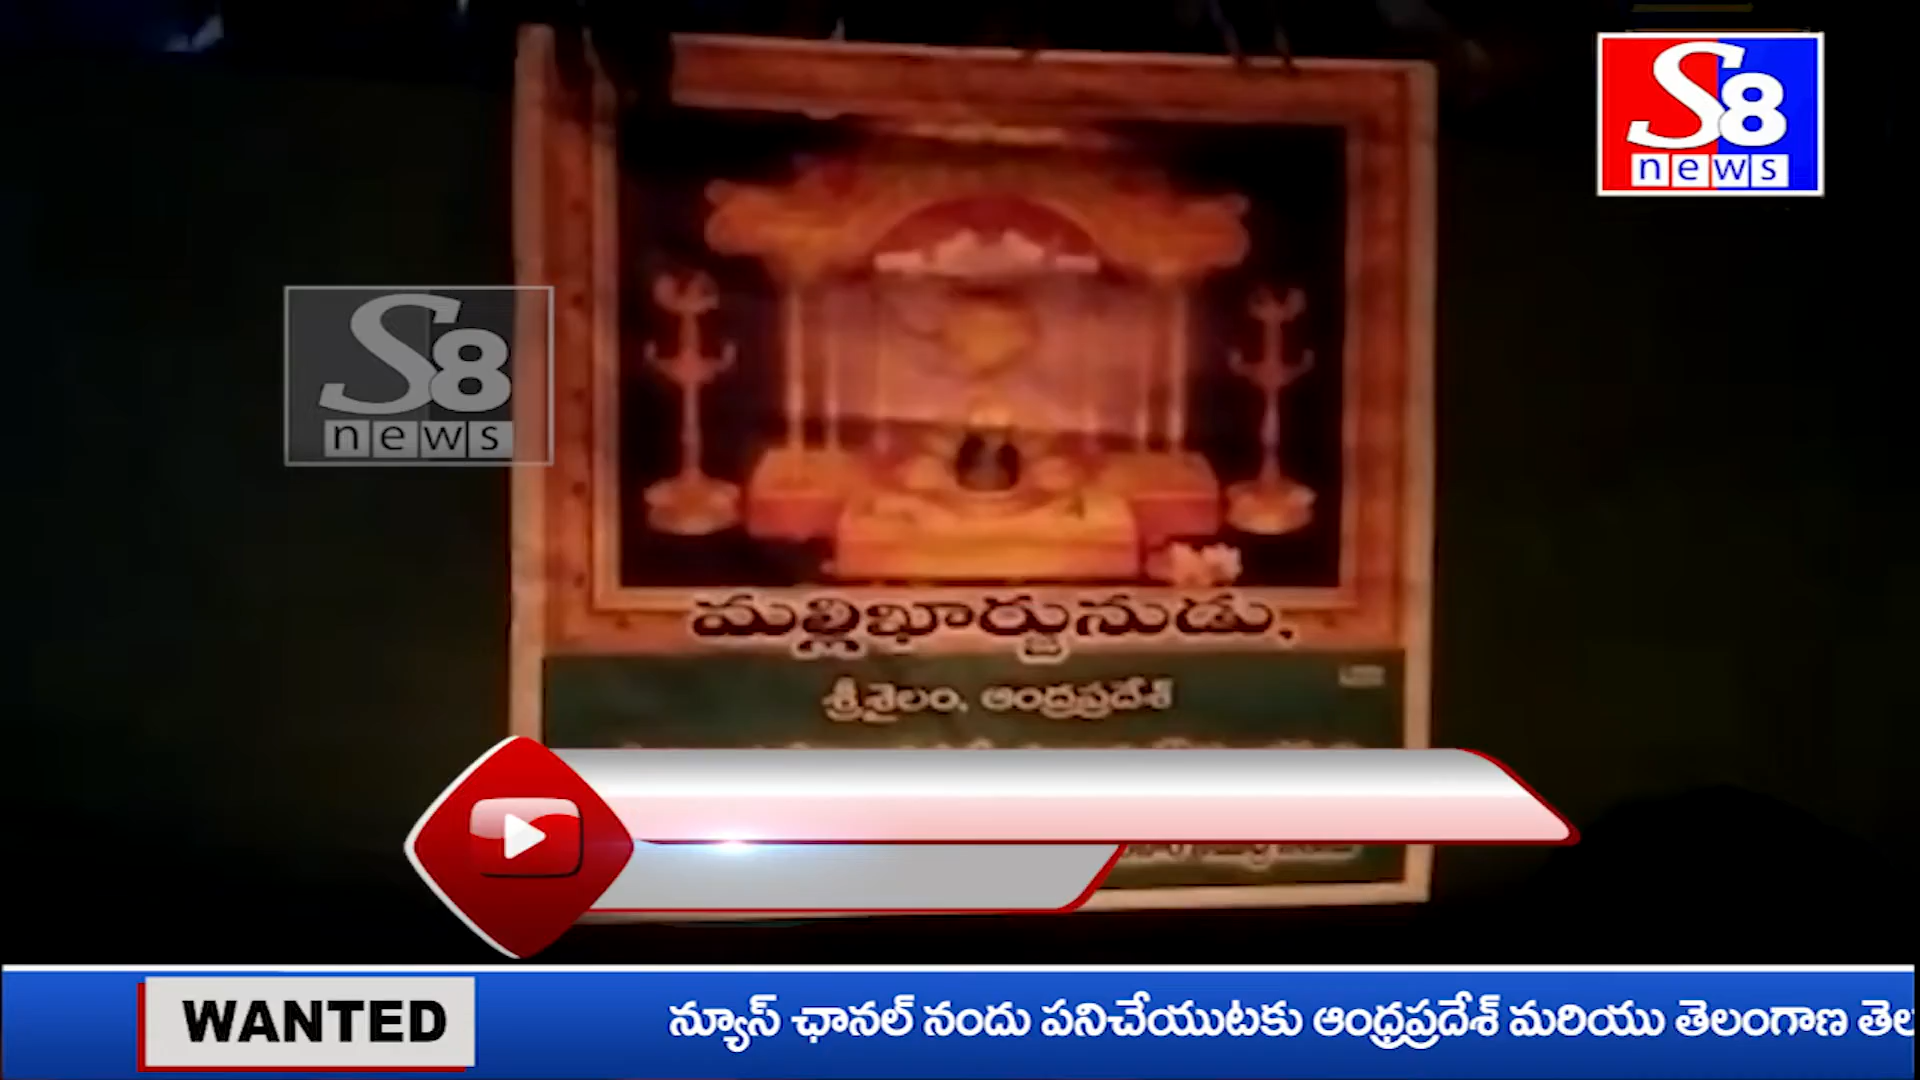 S8
news
S8
news
మల్లిఖార్జునుడు,
శ్రీశైలం, ఆంధ్రప్రదేశ్
WANTED
న్యూస్ ఛానల్ నందు పనిచేయుటకు ఆంధ్రప్రదేశ్ మరియు తెలంగాణ తెల